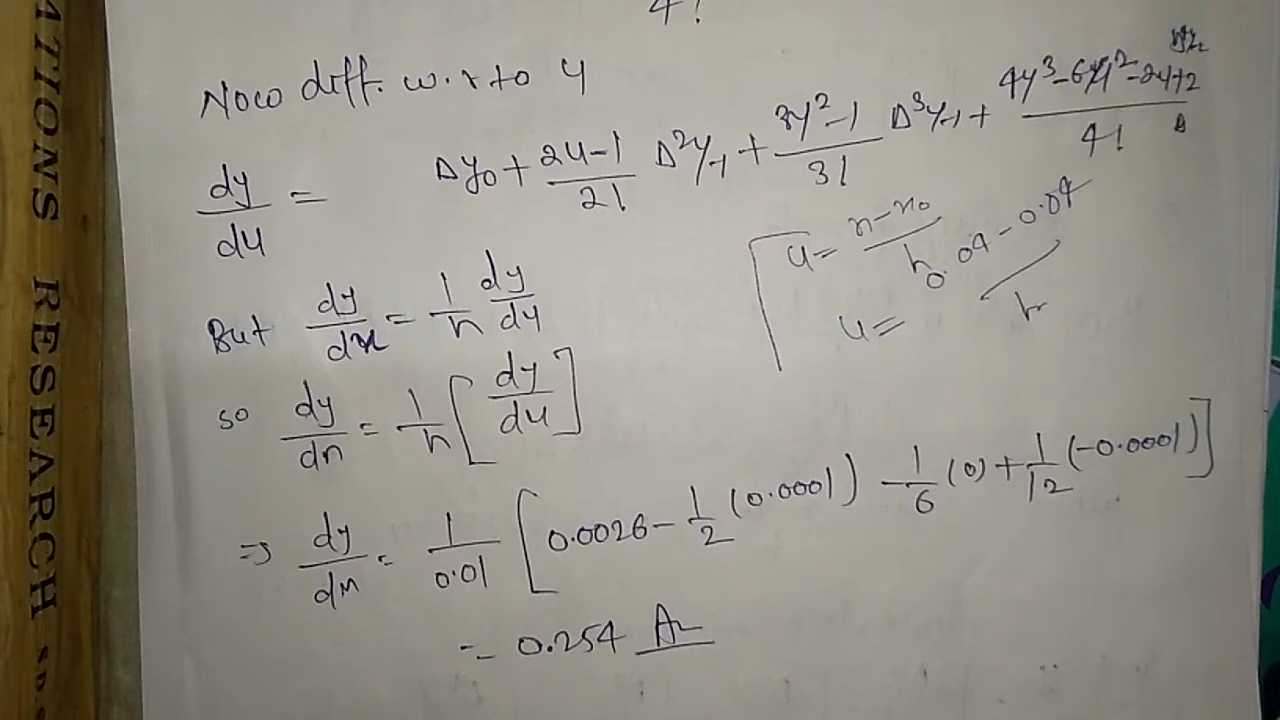 4!
Now diff. w.r to u
dy/du = Δy₀ + 2u-1/2! Δ²y₋₁ + 3u²-1/3! Δ³y₋₁ + 4u³-6u²-2u+2/4!
u = x-x₀/h
u = 0.04-0.04/h
But dy/dx = 1/h dy/du
so dy/dx = 1/h [dy/du]
⇒ dy/dx = 1/0.01 [0.0026 - 1/2 (0.0001) - 1/6 (0) + 1/12 (-0.0001)]
= 0.254 Ans
ATIONS RESEARCH